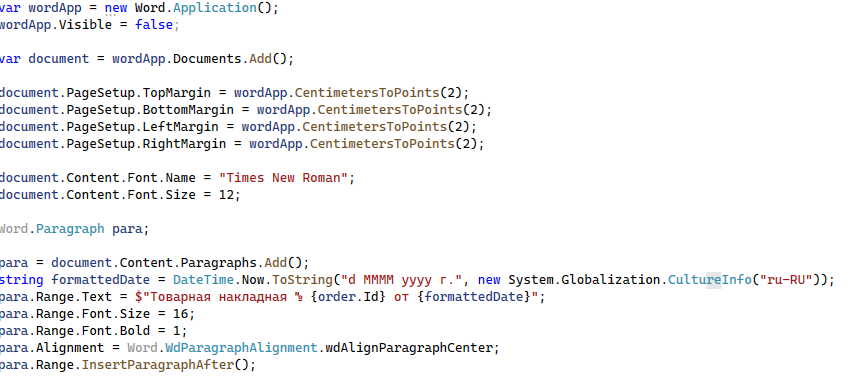 var wordApp = new Word.Application();
wordApp.Visible = false;
var document = wordApp.Documents.Add();
document.PageSetup.TopMargin = wordApp.CentimetersToPoints(2);
document.PageSetup.BottomMargin = wordApp.CentimetersToPoints(2);
document.PageSetup.LeftMargin = wordApp.CentimetersToPoints(2);
document.PageSetup.RightMargin = wordApp.CentimetersToPoints(2);
document.Content.Font.Name = "Times New Roman";
document.Content.Font.Size = 12;
Word.Paragraph para;
para = document.Content.Paragraphs.Add();
string formattedDate = DateTime.Now.ToString("d MMMM yyyy г.", new System.Globalization.CultureInfo("ru-RU"));
para.Range.Text = $"Товарная накладная № {order.Id} от {formattedDate}";
para.Range.Font.Size = 16;
para.Range.Font.Bold = 1;
para.Alignment = Word.WdParagraphAlignment.wdAlignParagraphCenter;
para.Range.InsertParagraphAfter();